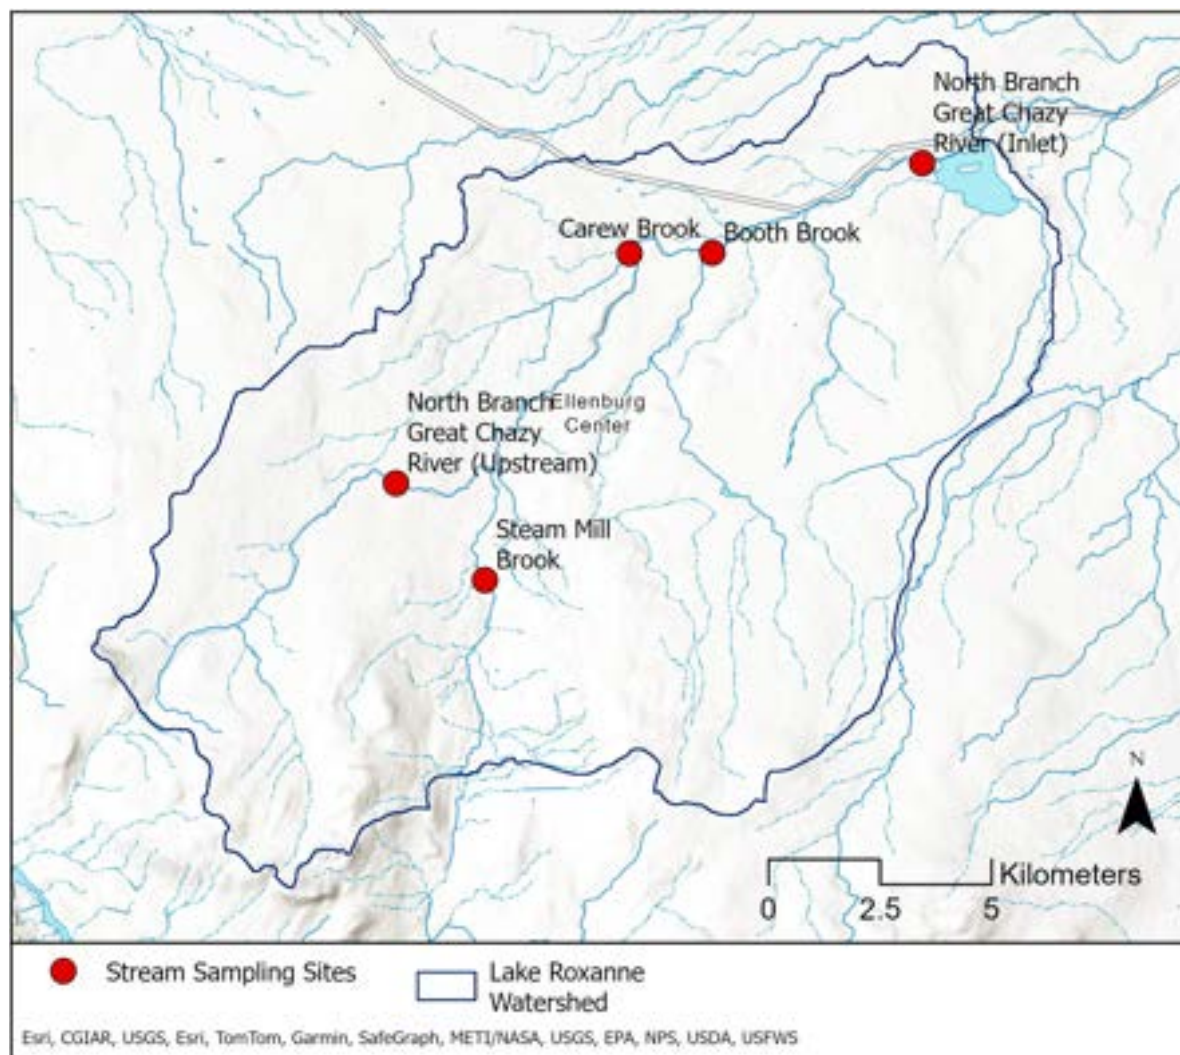 North Branch
Great Chazy
River (Inlet)
Carew Brook
Booth Brook
North Branch
Great Chazy
River (Upstream)
Ellenburg
Center
Steam Mill
Brook
N
Kilometers
0
2.5
5
Stream Sampling Sites
Lake Roxanne
Watershed
Esri, CGIAR, USGS, Esri, TomTom, Garmin, SafeGraph, METI/NASA, USGS, EPA, NPS, USDA, USFWS